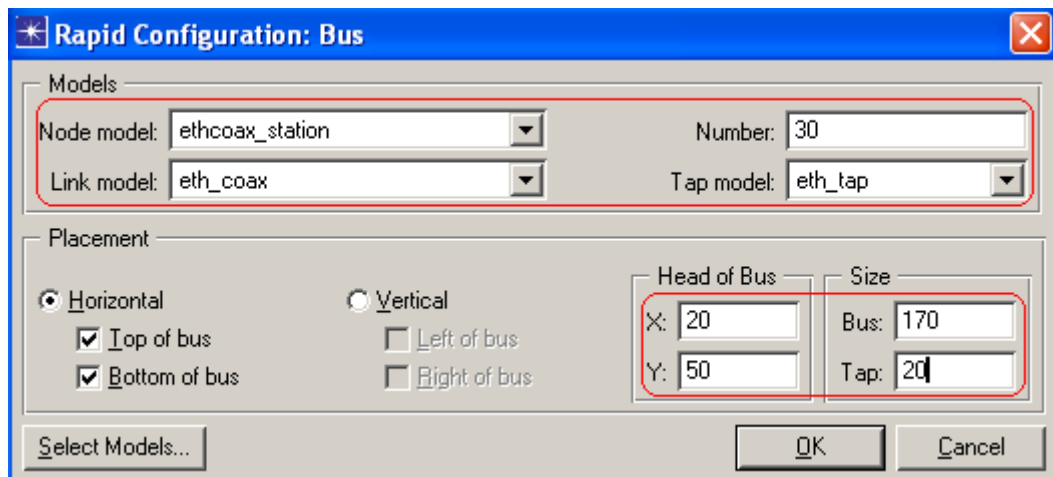 Rapid Configuration: Bus
Models
Node model: ethcoax_station Number: 30
Link model: eth_coax Tap model: eth_tap
Placement
Head of Bus Size
Horizontal Vertical X: 20 Bus: 170
Top of bus Left of bus
Bottom of bus Right of bus Y: 50 Tap: 20
Select Models... OK Cancel